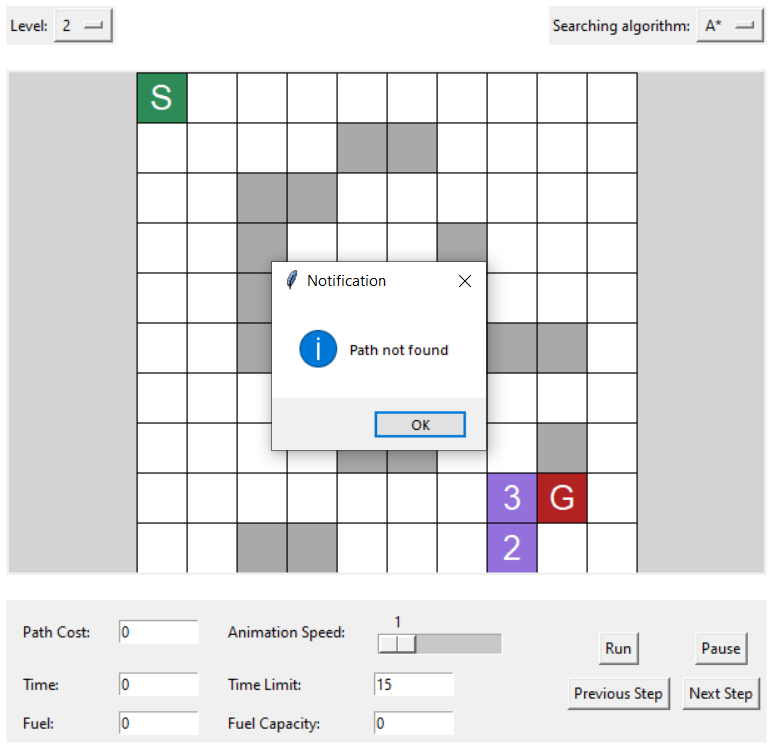 Level: 2 Searching algorithm: A*
S
Notification
i Path not found
OK
3 G
2
1
Path Cost: 0 Animation Speed:
Run Pause
Time: 0 Time Limit: 15
Previous Step Next Step
Fuel: 0 Fuel Capacity: 0